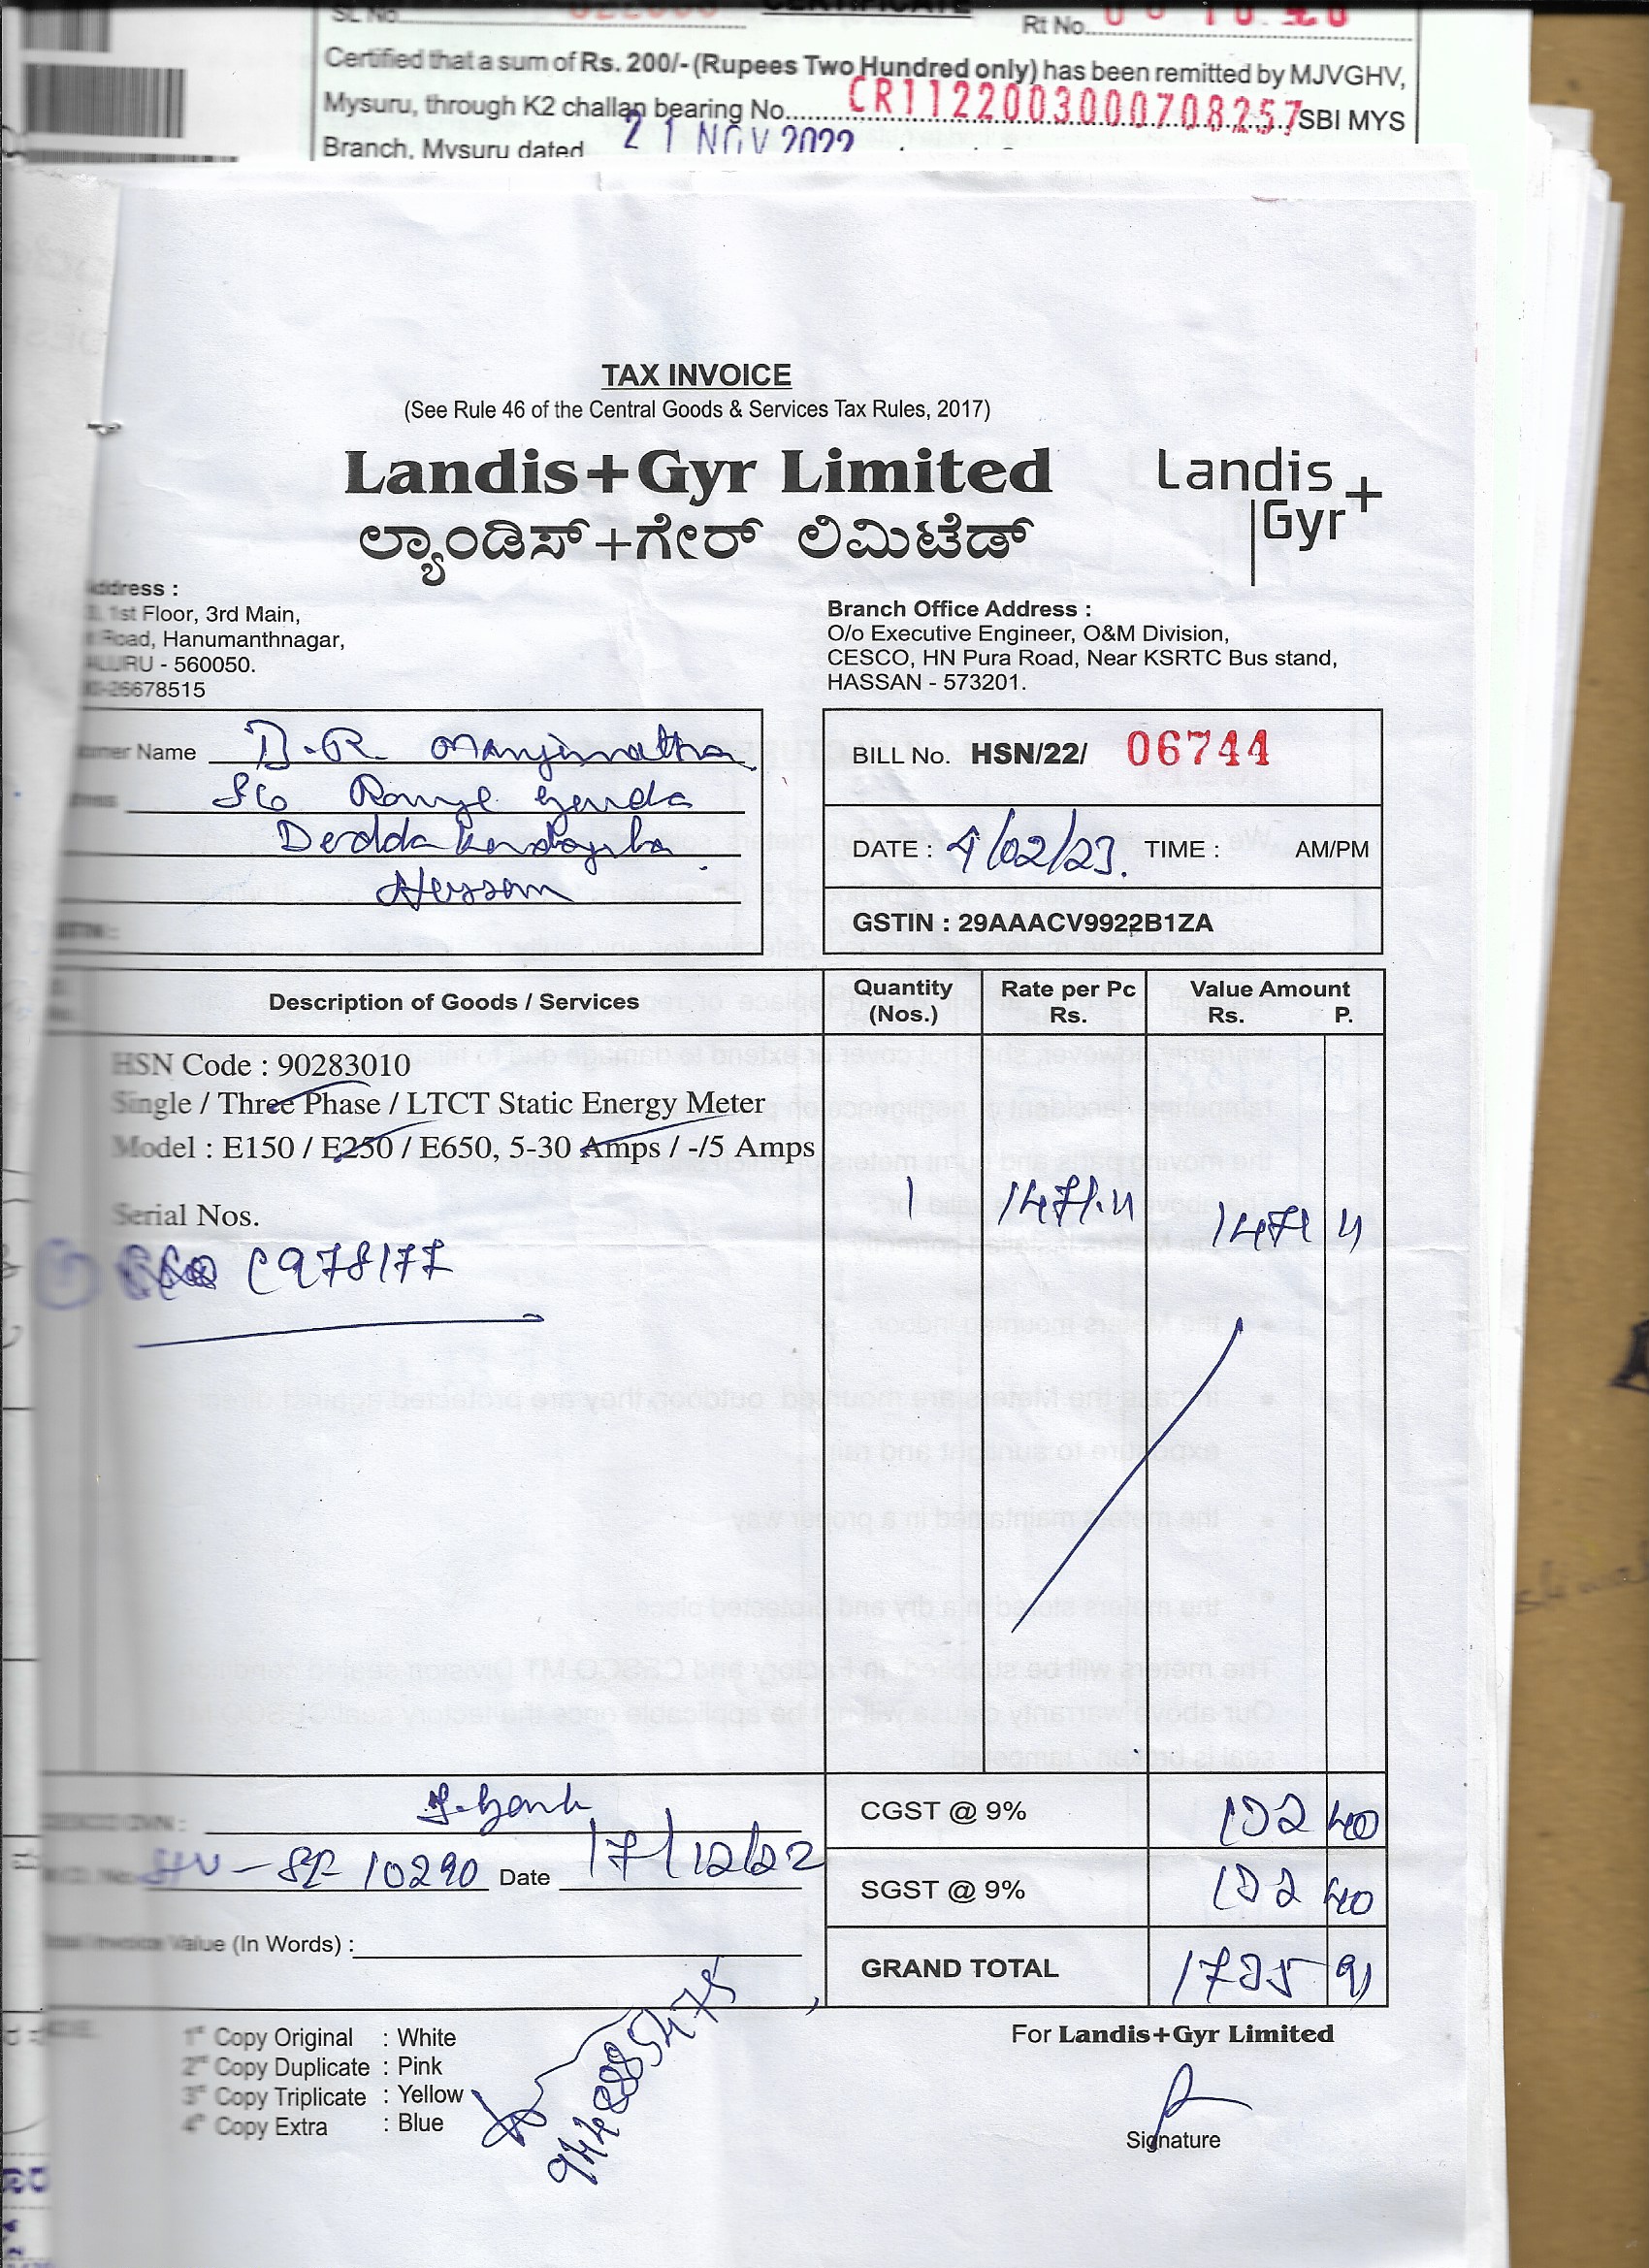 SL No. CERTIFICATE
Rt No.
Certified that a sum of Rs. 200/- (Rupees Two Hundred only) has been remitted by MJVGHV,
Mysuru, through K2 challan bearing No. CR1122003000708257 SBI MYS
Branch, Mysuru dated 21 NOV 2022
TAX INVOICE
(See Rule 46 of the Central Goods & Services Tax Rules, 2017)
Landis+Gyr Limited
Landis+
Gyr
ಲ್ಯಾಂಡಿಸ್+ಗೇರ್ ಲಿಮಿಟೆಡ್
Address :
1st Floor, 3rd Main,
Road, Hanumanthnagar,
- 560050.
-26678515
Branch Office Address :
O/o Executive Engineer, O&M Division,
CESCO, HN Pura Road, Near KSRTC Bus stand,
HASSAN - 573201.
Name D.R Manjunatha
S/o
Hassan
BILL No. HSN/22/ 06744
DATE : 4/02/23. TIME : AM/PM
GSTIN : 29AAACV9922B1ZA
Description of Goods / Services Quantity (Nos.) Rate per Pc Rs. Value Amount Rs. P.
HSN Code : 90283010
Single / Three Phase / LTCT Static Energy Meter
Model : E150 / E250 / E650, 5-30 Amps / -/5 Amps
1 1471.11 1471 11
Serial Nos.
C978177
CGST @ 9% 132 40
10290 Date 17/12/22
SGST @ 9% 132 40
Value (In Words) :
GRAND TOTAL 1735 91
1st Copy Original : White
2nd Copy Duplicate : Pink
3rd Copy Triplicate : Yellow
4th Copy Extra : Blue
For Landis+Gyr Limited
Signature